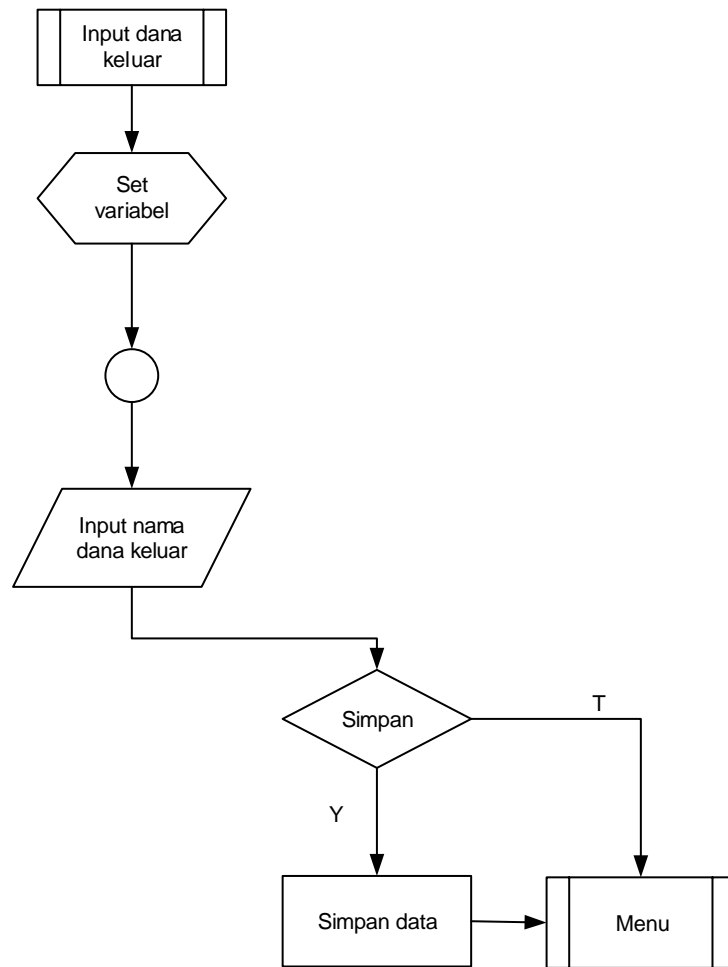 Input dana
keluar
Set
variabel
Input nama
dana keluar
Simpan
T
Y
Simpan data
Menu